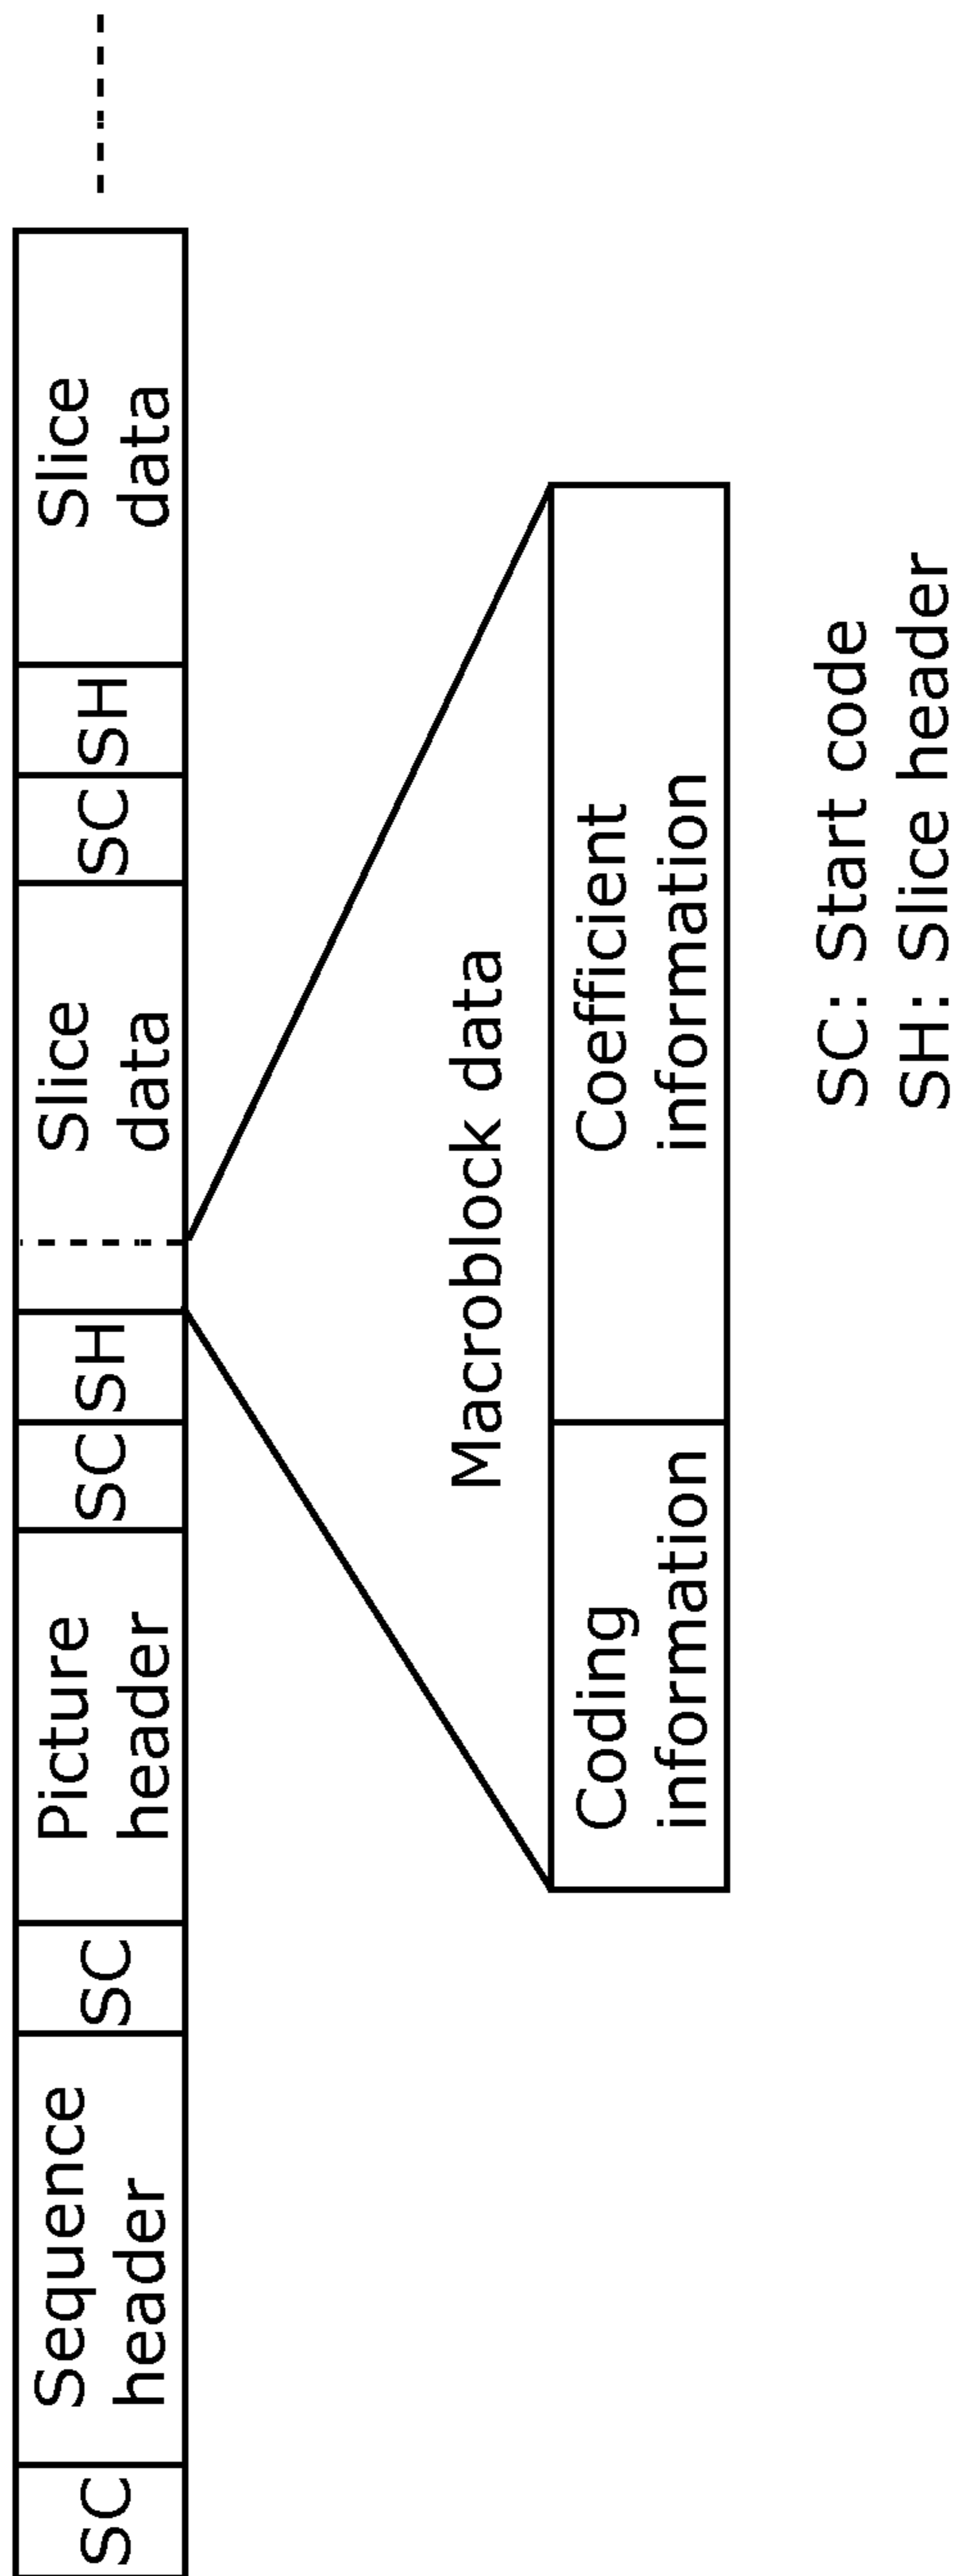 SC
Sequence
header
SC
Picture
header
SC
SH
Slice
data
SC
SH
Slice
data
Macroblock data
Coding
information
Coefficient
information
SC: Start code
SH: Slice header